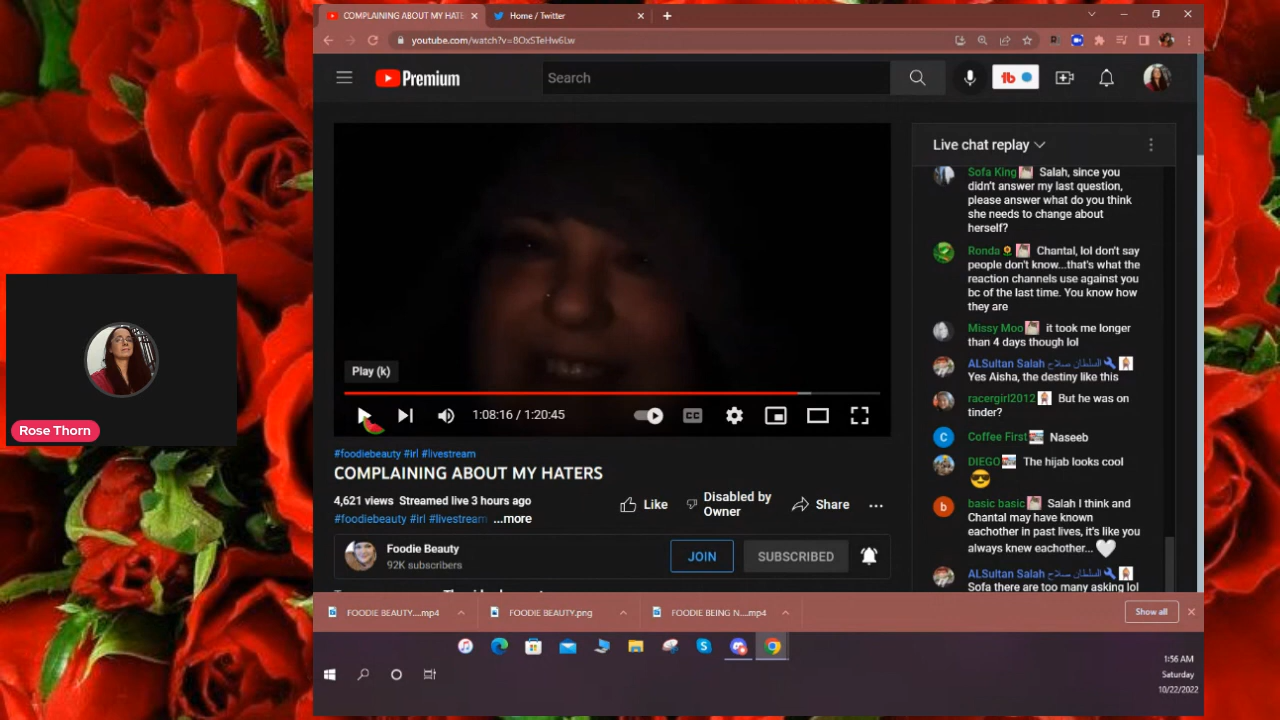 COMPLAINING ABOUT MY HATE
Home / Twitter
youtube.com/watch?v=8OxSTeHw6Lw
Premium
Search
Live chat replay
Sofa King Salah, since you
didn't answer my last question,
please answer what do you think
she needs to change about
herself?
Ronda Chantal, lol don't say
people don't know...that's what the
reaction channels use against you
bc of the last time. You know how
they are
Missy Moo it took me longer
than 4 days though lol
ALSultan Salah السلطان صلاح
Yes Aisha, the destiny like this
racergirl2012 But he was on
tinder?
Coffee First Naseeb
DIEGO The hijab looks cool
basic basic Salah I think and
Chantal may have known
eachother in past lives, it's like you
always knew eachother...
ALSultan Salah السلطان صلاح
Sofa there are too many asking lol
Play (k)
1:08:16 / 1:20:45
CC
Rose Thorn
#foodiebeauty #irl #livestream
COMPLAINING ABOUT MY HATERS
4,621 views Streamed live 3 hours ago
#foodiebeauty #irl #livestream ...more
Like
Disabled by
Owner
Share
Foodie Beauty
92K subscribers
JOIN
SUBSCRIBED
FOODIE BEAUTY....mp4
FOODIE BEAUTY.png
FOODIE BEING N....mp4
Show all
1:56 AM
Saturday
10/22/2022